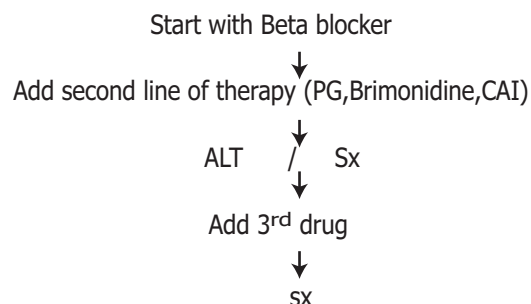 Start with Beta blocker
Add second line of therapy (PG,Brimonidine,CAI)
ALT / Sx
Add 3rd drug
sx